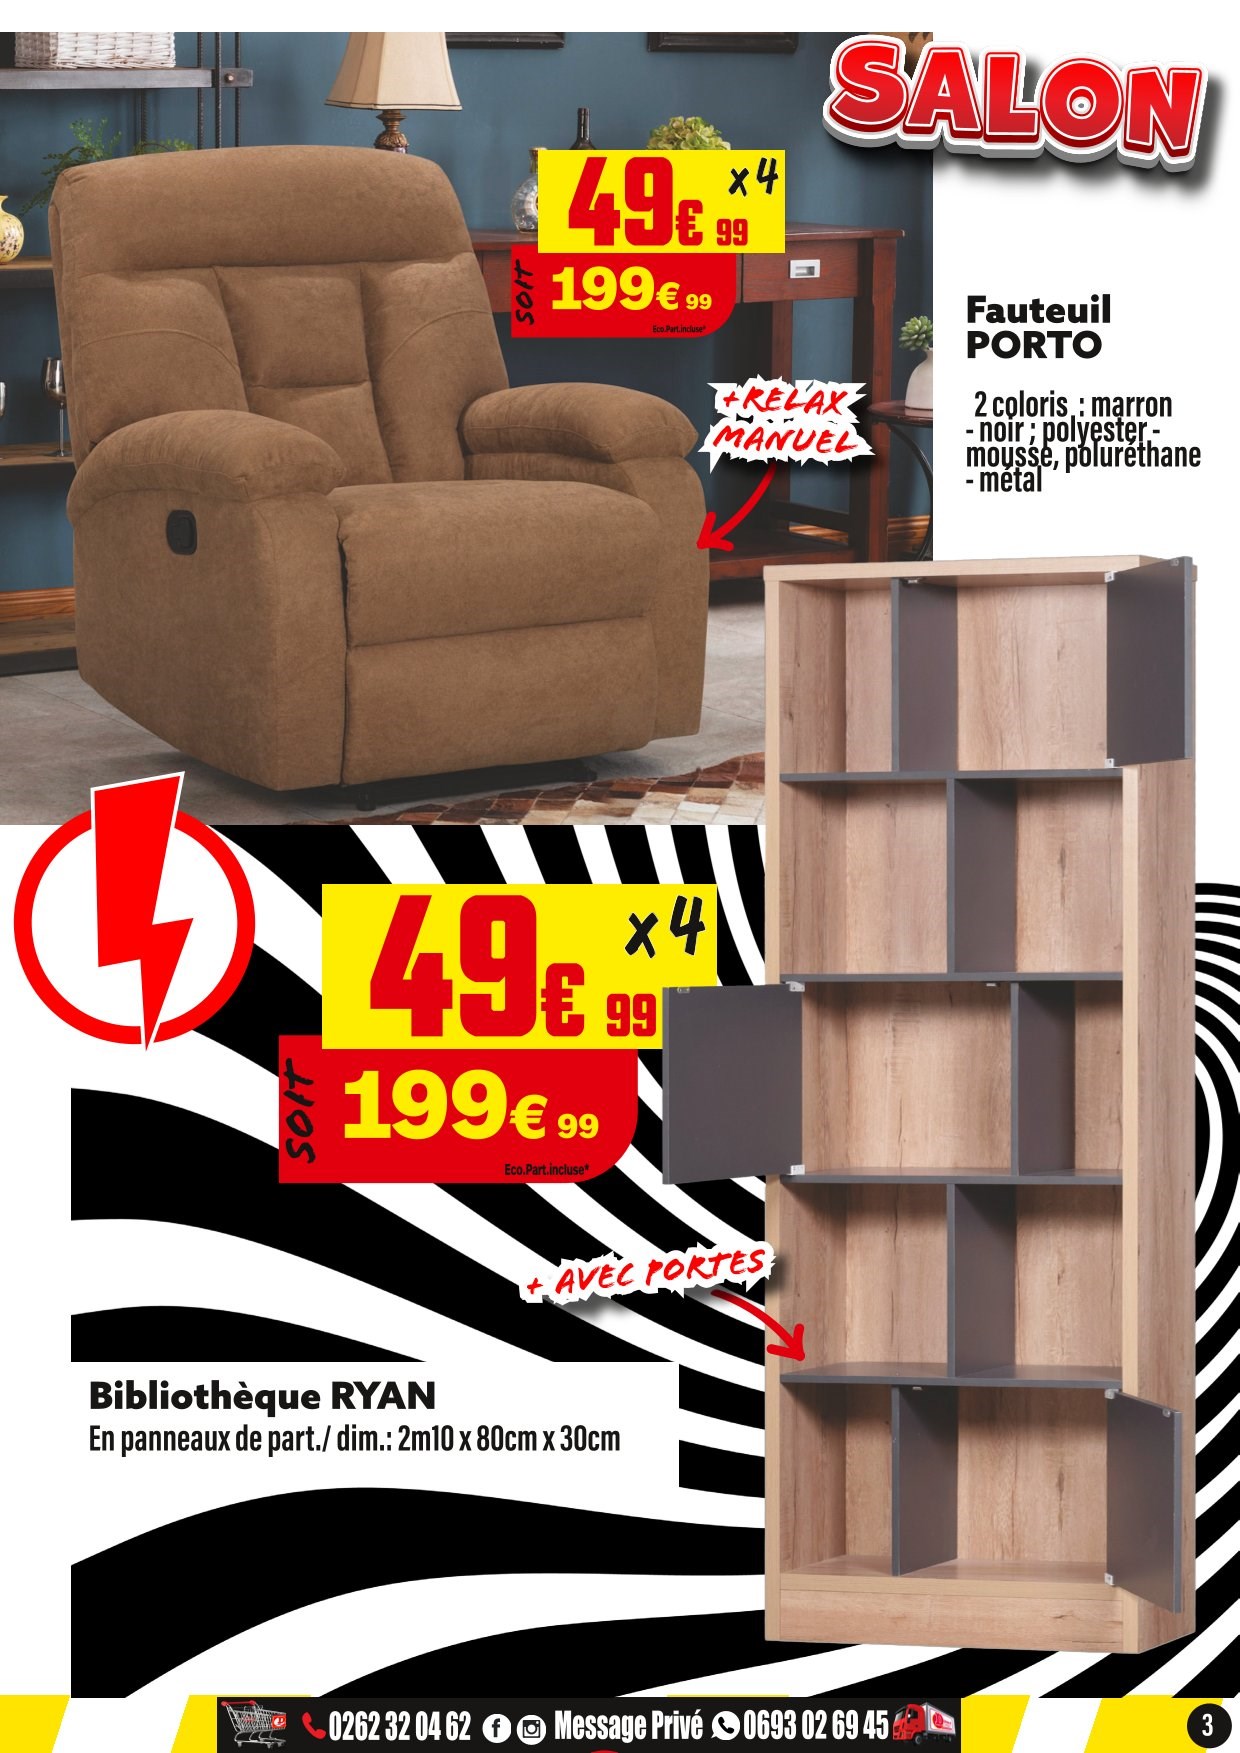 SALON
49€99 x4
SOIT 199€99
Eco.Part.incluse*
Fauteuil
PORTO
2 coloris : marron
- noir ; polyester -
mousse, poluréthane
- métal
+RELAX
MANUEL
49€99 x4
SOIT 199€99
Eco.Part.incluse*
+ AVEC PORTES
Bibliothèque RYAN
En panneaux de part./ dim.: 2m10 x 80cm x 30cm
0262 32 04 62 Message Privé 0693 02 69 45
3